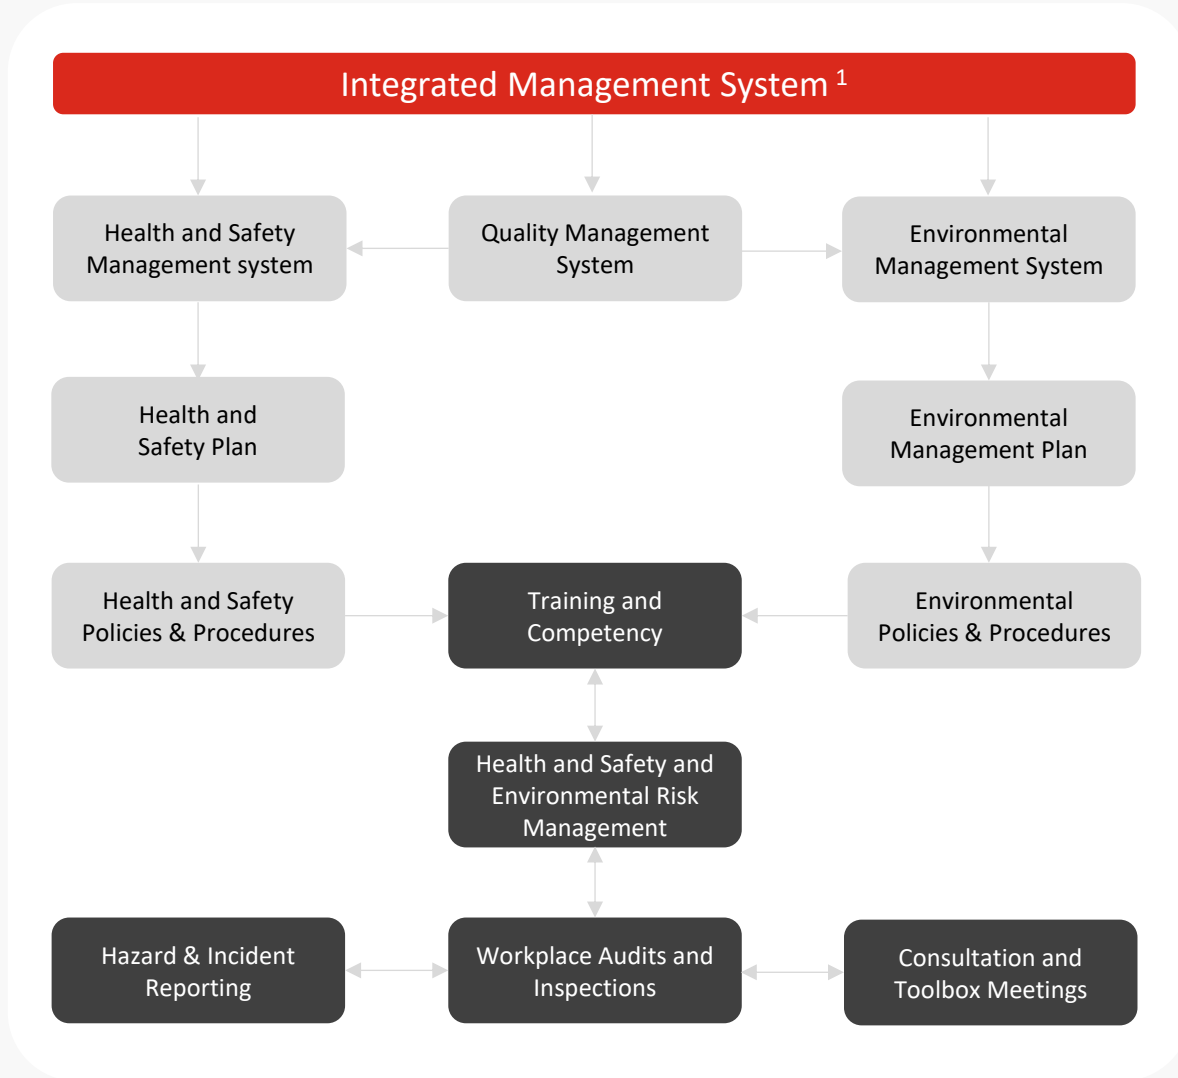 Integrated Management System 1
Health and Safety
Management system
Quality Management
System
Environmental
Management System
Health and
Safety Plan
Environmental
Management Plan
Health and Safety
Policies & Procedures
Training and
Competency
Environmental
Policies & Procedures
Health and Safety and
Environmental Risk
Management
Hazard & Incident
Reporting
Workplace Audits and
Inspections
Consultation and
Toolbox Meetings